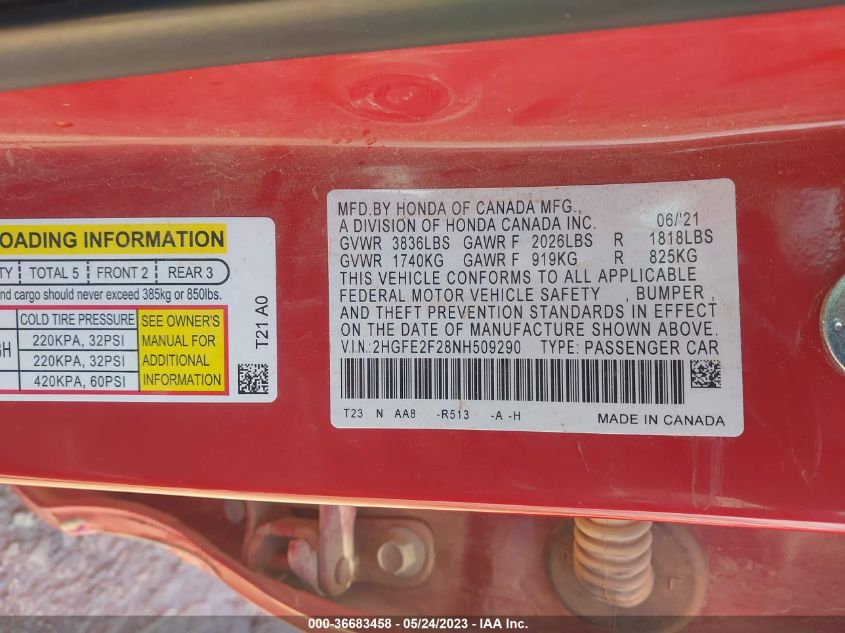 OADING INFORMATION
TY TOTAL 5 FRONT 2 REAR 3
nd cargo should never exceed 385kg or 850lbs.
COLD TIRE PRESSURE
220KPA, 32PSI
220KPA, 32PSI
420KPA, 60PSI
SEE OWNER'S
MANUAL FOR
ADDITIONAL
INFORMATION
T21 A0
MFD.BY HONDA OF CANADA MFG.,
A DIVISION OF HONDA CANADA INC. 06/'21
GVWR 3836LBS GAWR F 2026LBS R 1818LBS
GVWR 1740KG GAWR F 919KG R 825KG
THIS VEHICLE CONFORMS TO ALL APPLICABLE
FEDERAL MOTOR VEHICLE SAFETY , BUMPER ,
AND THEFT PREVENTION STANDARDS IN EFFECT
ON THE DATE OF MANUFACTURE SHOWN ABOVE.
V.I.N.:2HGFE2F28NH509290 TYPE: PASSENGER CAR
T23 N AA8 -R513 -A -H MADE IN CANADA
000-36683458 - 05/24/2023 - IAA Inc.